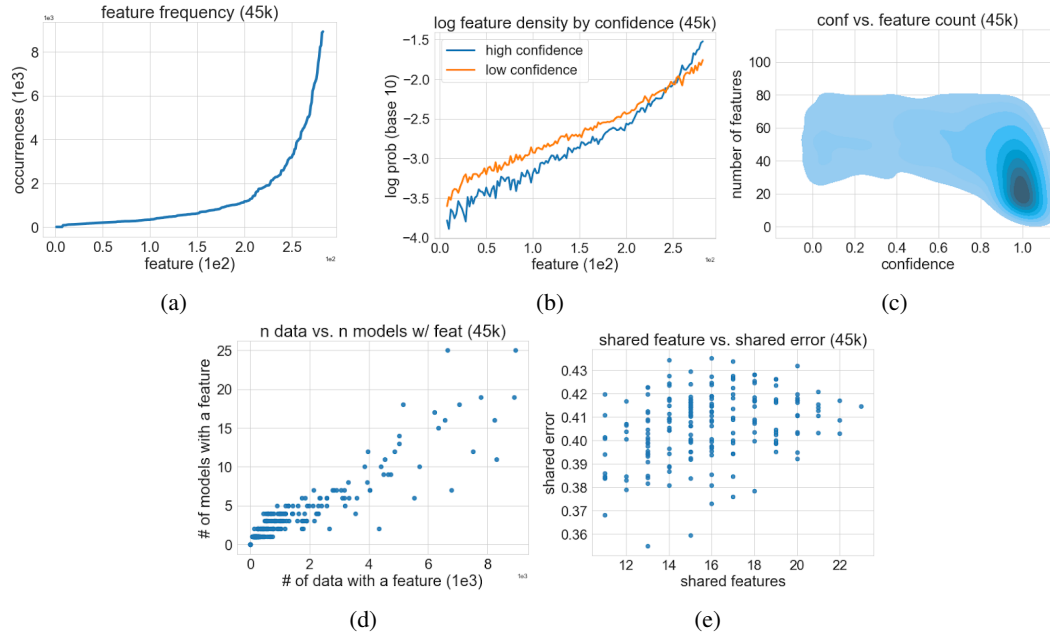 feature frequency (45k)
1e3
8
6
4
2
0
occurrences (1e3)
0.0 0.5 1.0 1.5 2.0 2.5
feature (1e2)
1e2
(a)
log feature density by confidence (45k)
high confidence
low confidence
−1.5
−2.0
−2.5
−3.0
−3.5
−4.0
log prob (base 10)
0.0 0.5 1.0 1.5 2.0 2.5
feature (1e2)
1e2
(b)
conf vs. feature count (45k)
100
80
60
40
20
0
number of features
0.0 0.2 0.4 0.6 0.8 1.0
confidence
(c)
n data vs. n models w/ feat (45k)
25
20
15
10
5
0
# of models with a feature
0 2 4 6 8
# of data with a feature (1e3)
1e3
(d)
shared feature vs. shared error (45k)
0.43
0.42
0.41
0.40
0.39
0.38
0.37
0.36
shared error
12 14 16 18 20 22
shared features
(e)